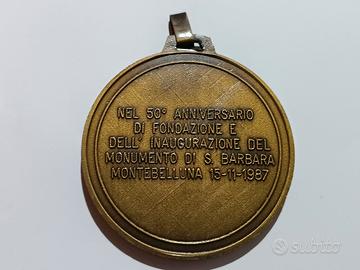 NEL 50° ANNIVERSARIO
DI FONDAZIONE E
DELL' INAUGURAZIONE DEL
MONUMENTO DI S. BARBARA
MONTEBELLUNA 15-11-1987
subito